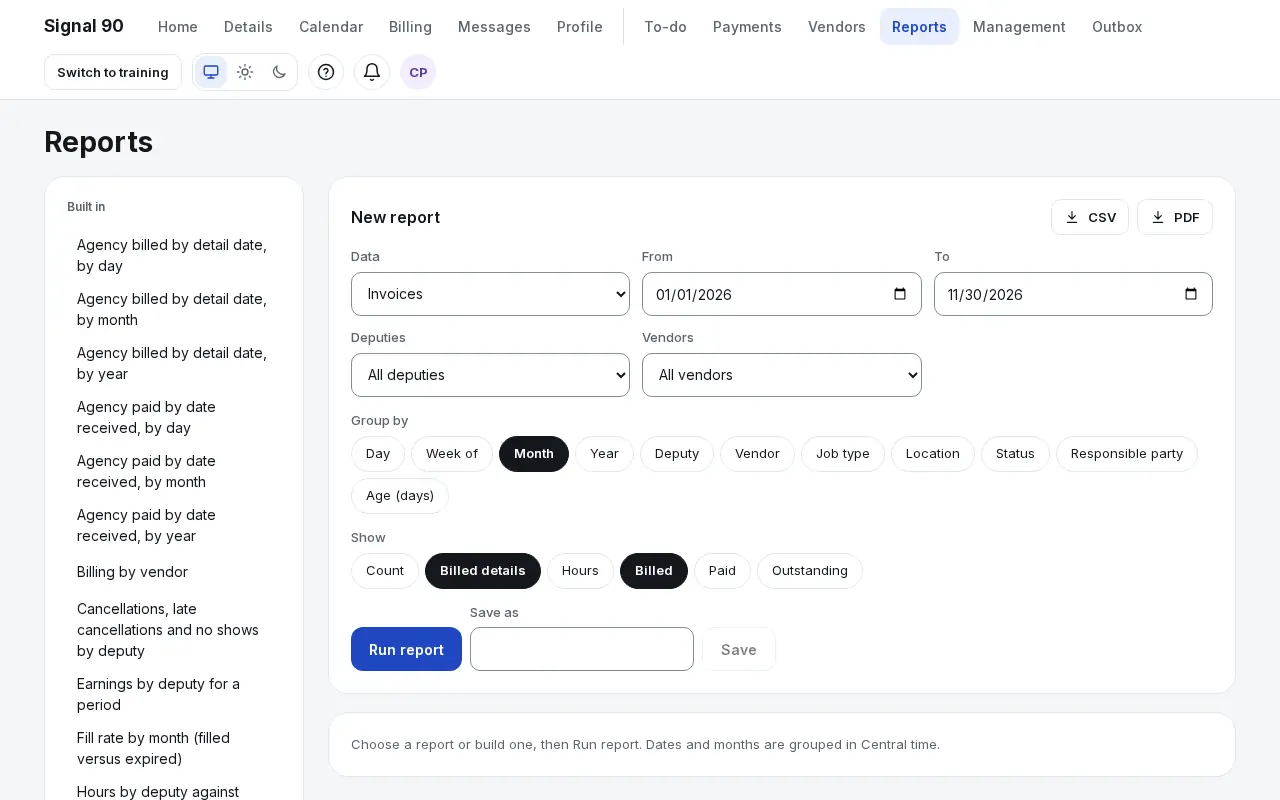 Signal 90
Home
Details
Calendar
Billing
Messages
Profile
To-do
Payments
Vendors
Reports
Management
Outbox
Switch to training
CP
Reports
Built in
Agency billed by detail date,
by day
Agency billed by detail date,
by month
Agency billed by detail date,
by year
Agency paid by date
received, by day
Agency paid by date
received, by month
Agency paid by date
received, by year
Billing by vendor
Cancellations, late
cancellations and no shows
by deputy
Earnings by deputy for a
period
Fill rate by month (filled
versus expired)
Hours by deputy against
New report
CSV
PDF
Data
From
To
Invoices
01/01/2026
11/30/2026
Deputies
Vendors
All deputies
All vendors
Group by
Day
Week of
Month
Year
Deputy
Vendor
Job type
Location
Status
Responsible party
Age (days)
Show
Count
Billed details
Hours
Billed
Paid
Outstanding
Save as
Run report
Save
Choose a report or build one, then Run report. Dates and months are grouped in Central time.